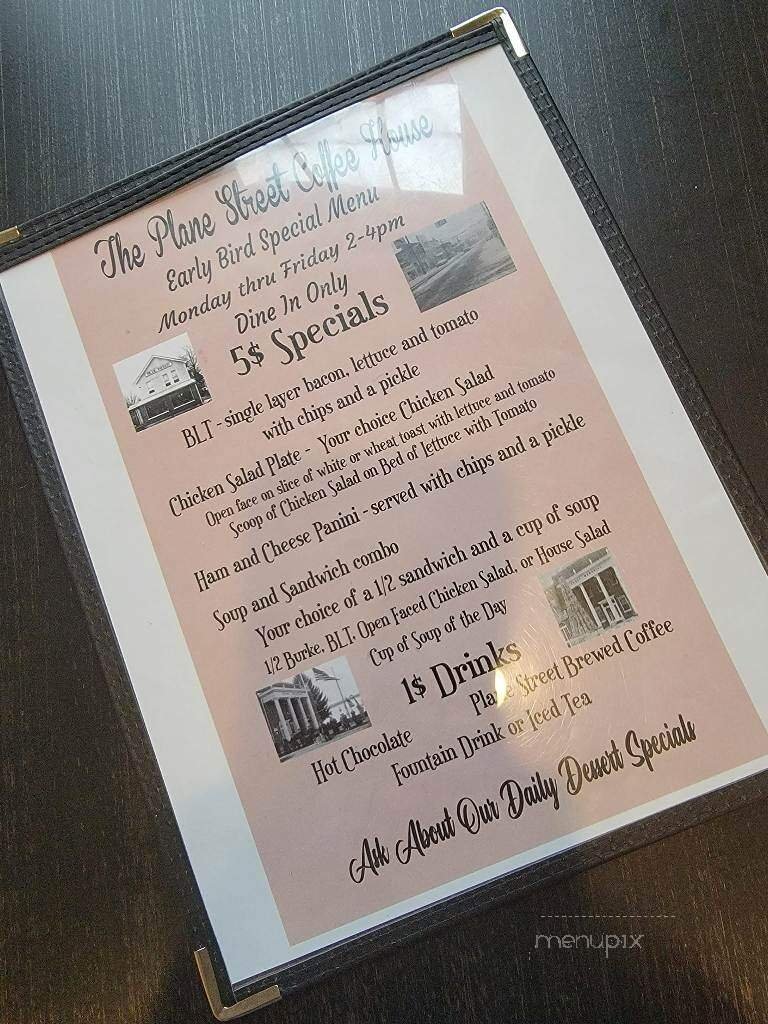 The Plane Street Coffee House
Early Bird Special Menu
Monday thru Friday 2-4pm
Dine In Only
5$ Specials
BLT - single layer bacon, lettuce and tomato
with chips and a pickle
Chicken Salad Plate - Your choice Chicken Salad
Open face on slice of white or wheat toast with lettuce and tomato
Scoop of Chicken Salad on Bed of Lettuce with Tomato
Ham and Cheese Panini - served with chips and a pickle
Soup and Sandwich combo
Your choice of a 1/2 sandwich and a cup of soup
1/2 Burke, BLT, Open Faced Chicken Salad, or House Salad
Cup of Soup of the Day
1$ Drinks
Hot Chocolate Plane Street Brewed Coffee
Fountain Drink or Iced Tea
Ask About Our Daily Dessert Specials
menupix